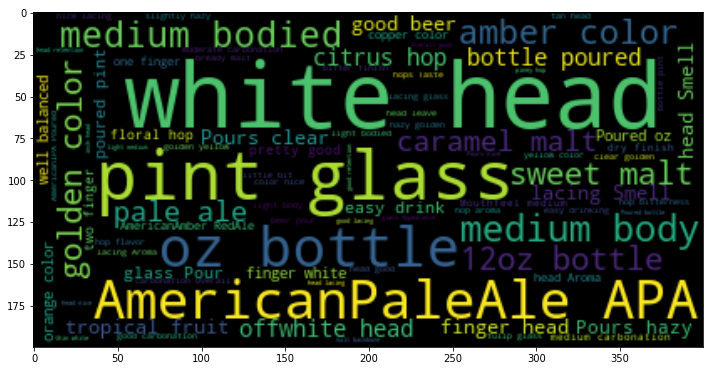 0
25
50
75
100
125
150
175
0
50
100
150
200
250
300
350
nice lacing
slightly hazy
tan head
good beer
medium bodied
copper color
amber color
citrus hop
bottle poured
one finger
hops taste
white head
poured pint
golden color
well balanced
head Smell
lacing glass
head leave
hazy golden
light bodied
floral hop
Pours clear
caramel malt
Poured oz
golden yellow
pretty good
dry finish
yellow color
clear golden
pint glass
sweet malt
little bit
color nice
lacing Smell
two finger
light body
pale ale
easy drink
Mouthfeel medium
hop aroma
easy drinking
AmericanAmber RedAle
beer pour
good lacing
medium body
hop flavor
oz bottle
12oz bottle
lacing Aroma
orange color
glass Pour
finger white
head good
head Aroma
carbonation overall
head lacing
AmericanPaleAle APA
tropical fruit
offwhite head
finger head
Pours hazy
good carbonation
tulip glass
medium carbonation